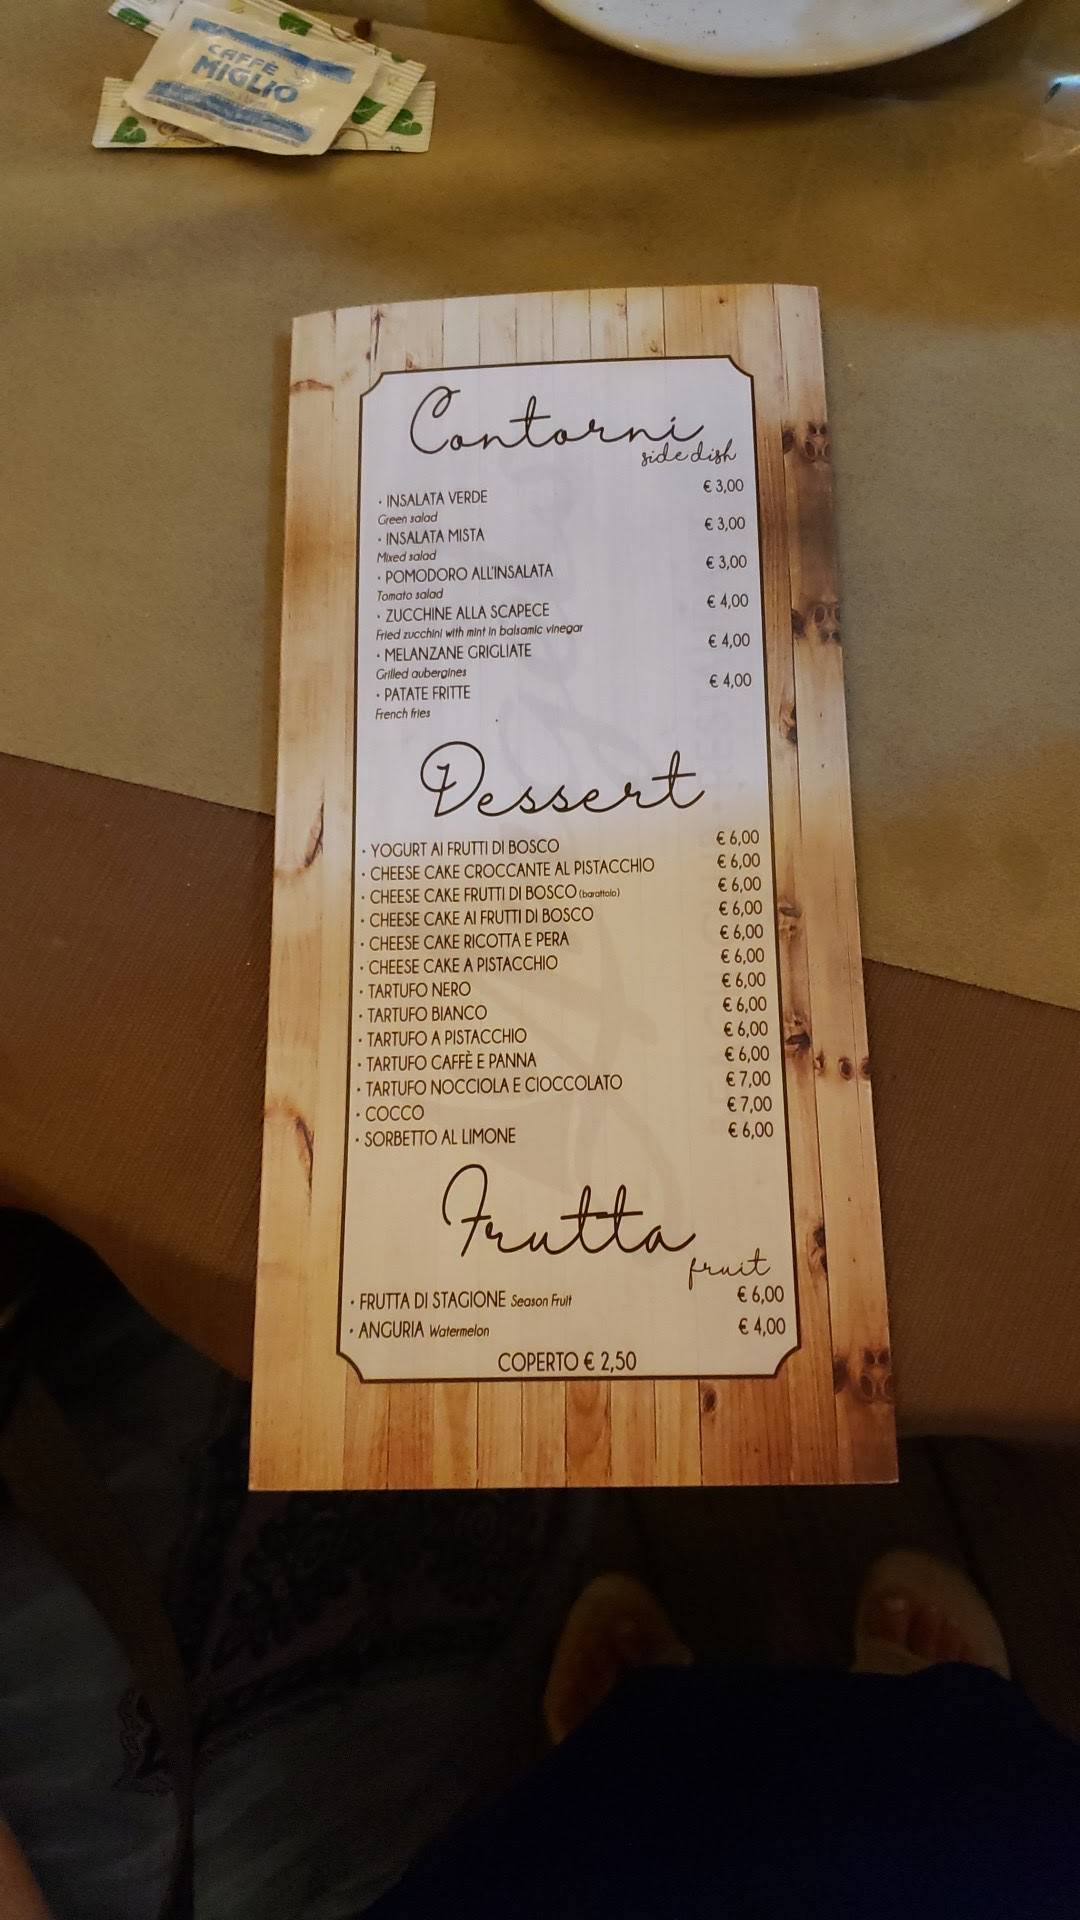 CAFFÈ
MIGLIO
Contorni
side dish
• INSALATA VERDE € 3,00
Green salad
• INSALATA MISTA € 3,00
Mixed salad
• POMODORO ALL'INSALATA € 3,00
Tomato salad
• ZUCCHINE ALLA SCAPECE € 4,00
Fried zucchini with mint in balsamic vinegar
• MELANZANE GRIGLIATE € 4,00
Grilled aubergines
• PATATE FRITTE € 4,00
French fries
Dessert
• YOGURT AI FRUTTI DI BOSCO € 6,00
• CHEESE CAKE CROCCANTE AL PISTACCHIO € 6,00
• CHEESE CAKE FRUTTI DI BOSCO (barattolo) € 6,00
• CHEESE CAKE AI FRUTTI DI BOSCO € 6,00
• CHEESE CAKE RICOTTA E PERA € 6,00
• CHEESE CAKE A PISTACCHIO € 6,00
• TARTUFO NERO € 6,00
• TARTUFO BIANCO € 6,00
• TARTUFO A PISTACCHIO € 6,00
• TARTUFO CAFFÈ E PANNA € 6,00
• TARTUFO NOCCIOLA E CIOCCOLATO € 7,00
• COCCO € 7,00
• SORBETTO AL LIMONE € 6,00
Frutta
fruit
• FRUTTA DI STAGIONE Season Fruit € 6,00
• ANGURIA Watermelon € 4,00
COPERTO € 2,50